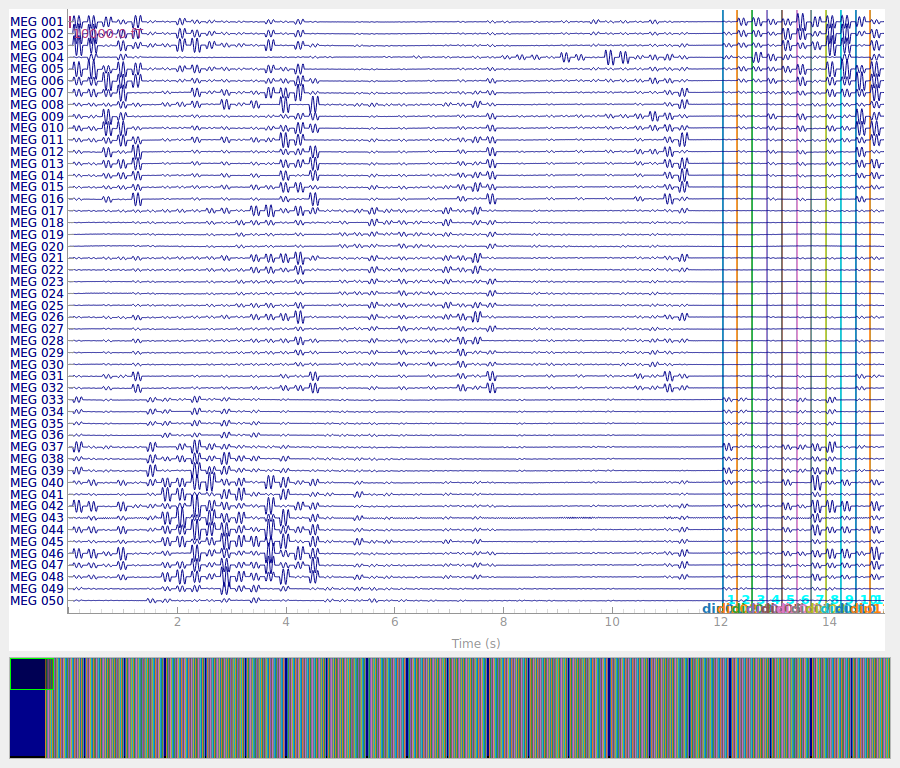 MEG 001
MEG 002
MEG 003
MEG 004
MEG 005
MEG 006
MEG 007
MEG 008
MEG 009
MEG 010
MEG 011
MEG 012
MEG 013
MEG 014
MEG 015
MEG 016
MEG 017
MEG 018
MEG 019
MEG 020
MEG 021
MEG 022
MEG 023
MEG 024
MEG 025
MEG 026
MEG 027
MEG 028
MEG 029
MEG 030
MEG 031
MEG 032
MEG 033
MEG 034
MEG 035
MEG 036
MEG 037
MEG 038
MEG 039
MEG 040
MEG 041
MEG 042
MEG 043
MEG 044
MEG 045
MEG 046
MEG 047
MEG 048
MEG 049
MEG 050
1 2 3 4 5 6 7 8 9
2 4 6 8 10 12 14
Time (s)